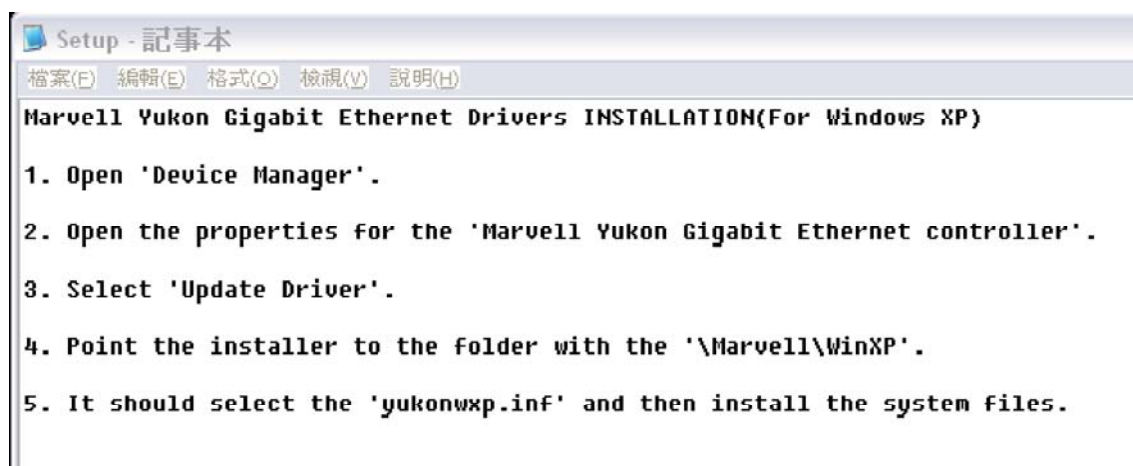 Setup - 記事本
檔案(F) 編輯(E) 格式(O) 檢視(V) 說明(H)
Marvell Yukon Gigabit Ethernet Drivers INSTALLATION(For Windows XP)
1. Open 'Device Manager'.
2. Open the properties for the 'Marvell Yukon Gigabit Ethernet controller'.
3. Select 'Update Driver'.
4. Point the installer to the folder with the '\Marvell\WinXP'.
5. It should select the 'yukonwxp.inf' and then install the system files.